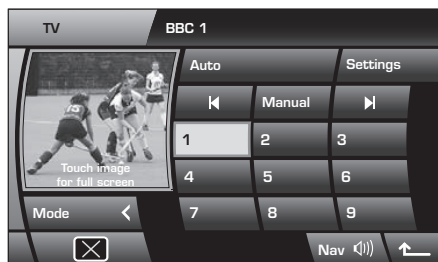 TV BBC 1
Auto Settings
Manual
1 2 3
Touch image
for full screen
4 5 6
Mode 7 8 9
Nav